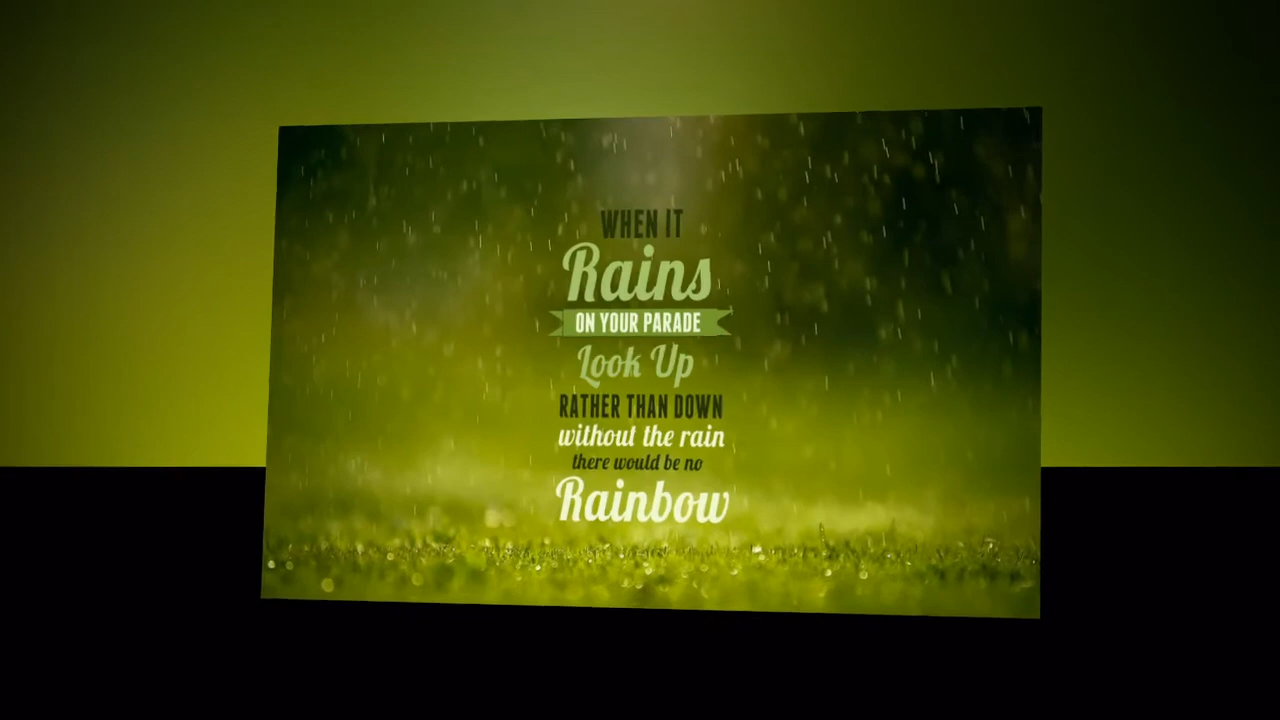 WHEN IT
Rains
ON YOUR PARADE
Look Up
RATHER THAN DOWN
without the rain
there would be no
Rainbow